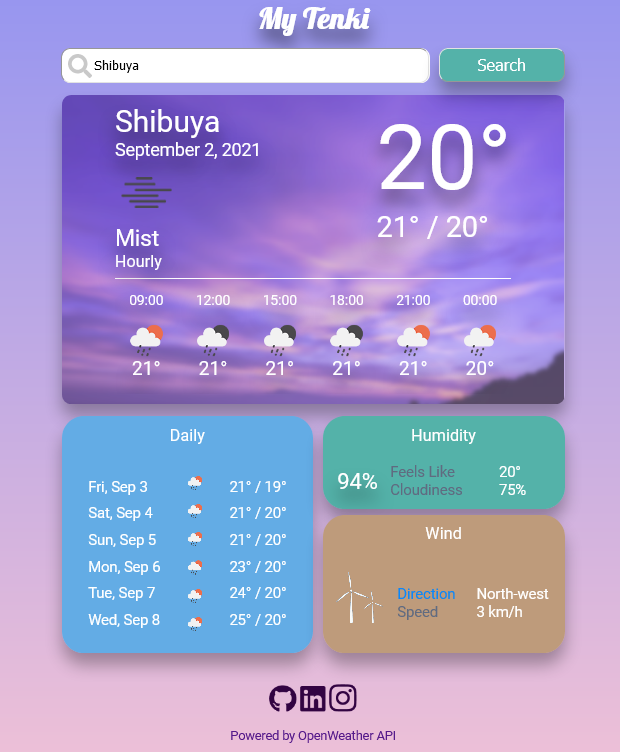 My Tenki
Shibuya
Search
Shibuya
September 2, 2021
20°
21° / 20°
Mist
Hourly
09:00 12:00 15:00 18:00 21:00 00:00
21° 21° 21° 21° 21° 20°
Daily
Fri, Sep 3 21° / 19°
Sat, Sep 4 21° / 20°
Sun, Sep 5 21° / 20°
Mon, Sep 6 23° / 20°
Tue, Sep 7 24° / 20°
Wed, Sep 8 25° / 20°
Humidity
94%
Feels Like 20°
Cloudiness 75%
Wind
Direction North-west
Speed 3 km/h
in
Powered by OpenWeather API